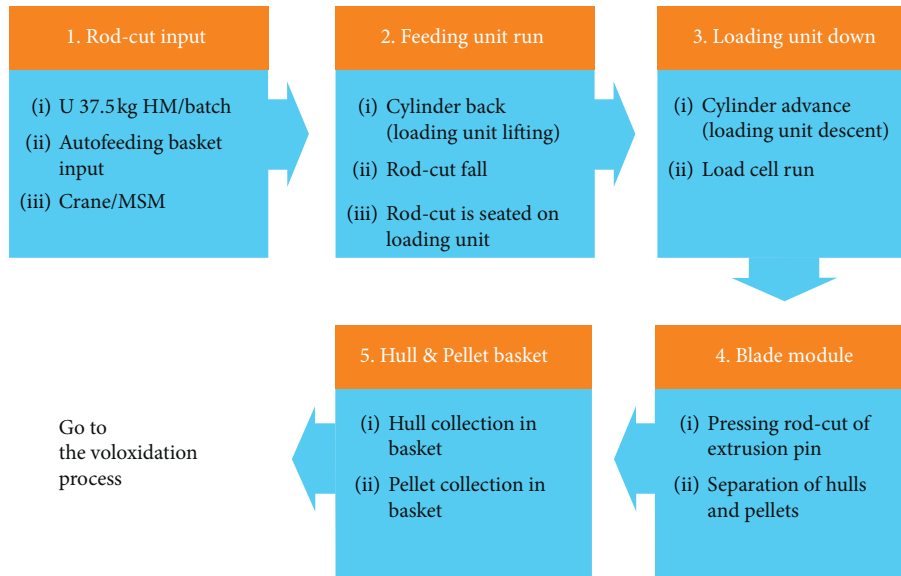 1. Rod-cut input
(i) U 37.5 kg HM/batch
(ii) Autofeeding basket
input
(iii) Crane/MSM
2. Feeding unit run
(i) Cylinder back
(loading unit lifting)
(ii) Rod-cut fall
(iii) Rod-cut is seated on
loading unit
3. Loading unit down
(i) Cylinder advance
(loading unit descent)
(ii) Load cell run
4. Blade module
(i) Pressing rod-cut of
extrusion pin
(ii) Separation of hulls
and pellets
5. Hull & Pellet basket
(i) Hull collection in
basket
(ii) Pellet collection in
basket
Go to
the voloxidation
process